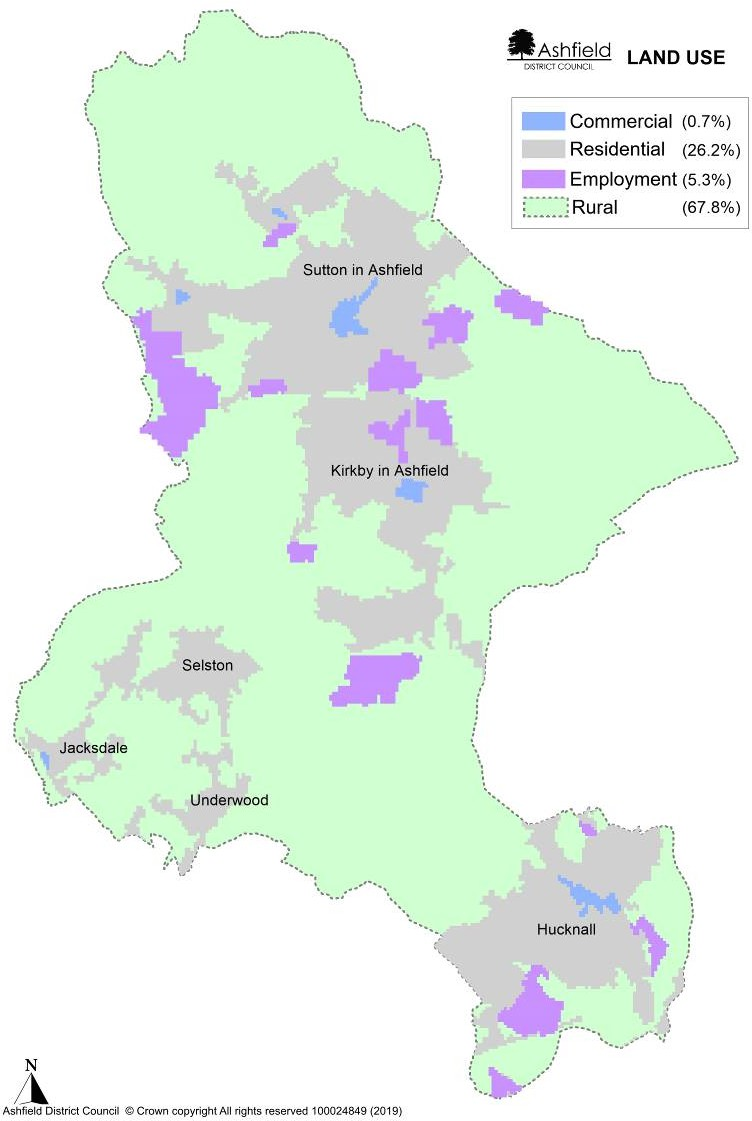 Ashfield
DISTRICT COUNCIL
LAND USE
Commercial (0.7%)
Residential (26.2%)
Employment (5.3%)
Rural (67.8%)
Sutton in Ashfield
Kirkby in Ashfield
Selston
Jacksdale
Underwood
Hucknall
N
Ashfield District Council © Crown copyright All rights reserved 100024849 (2019)